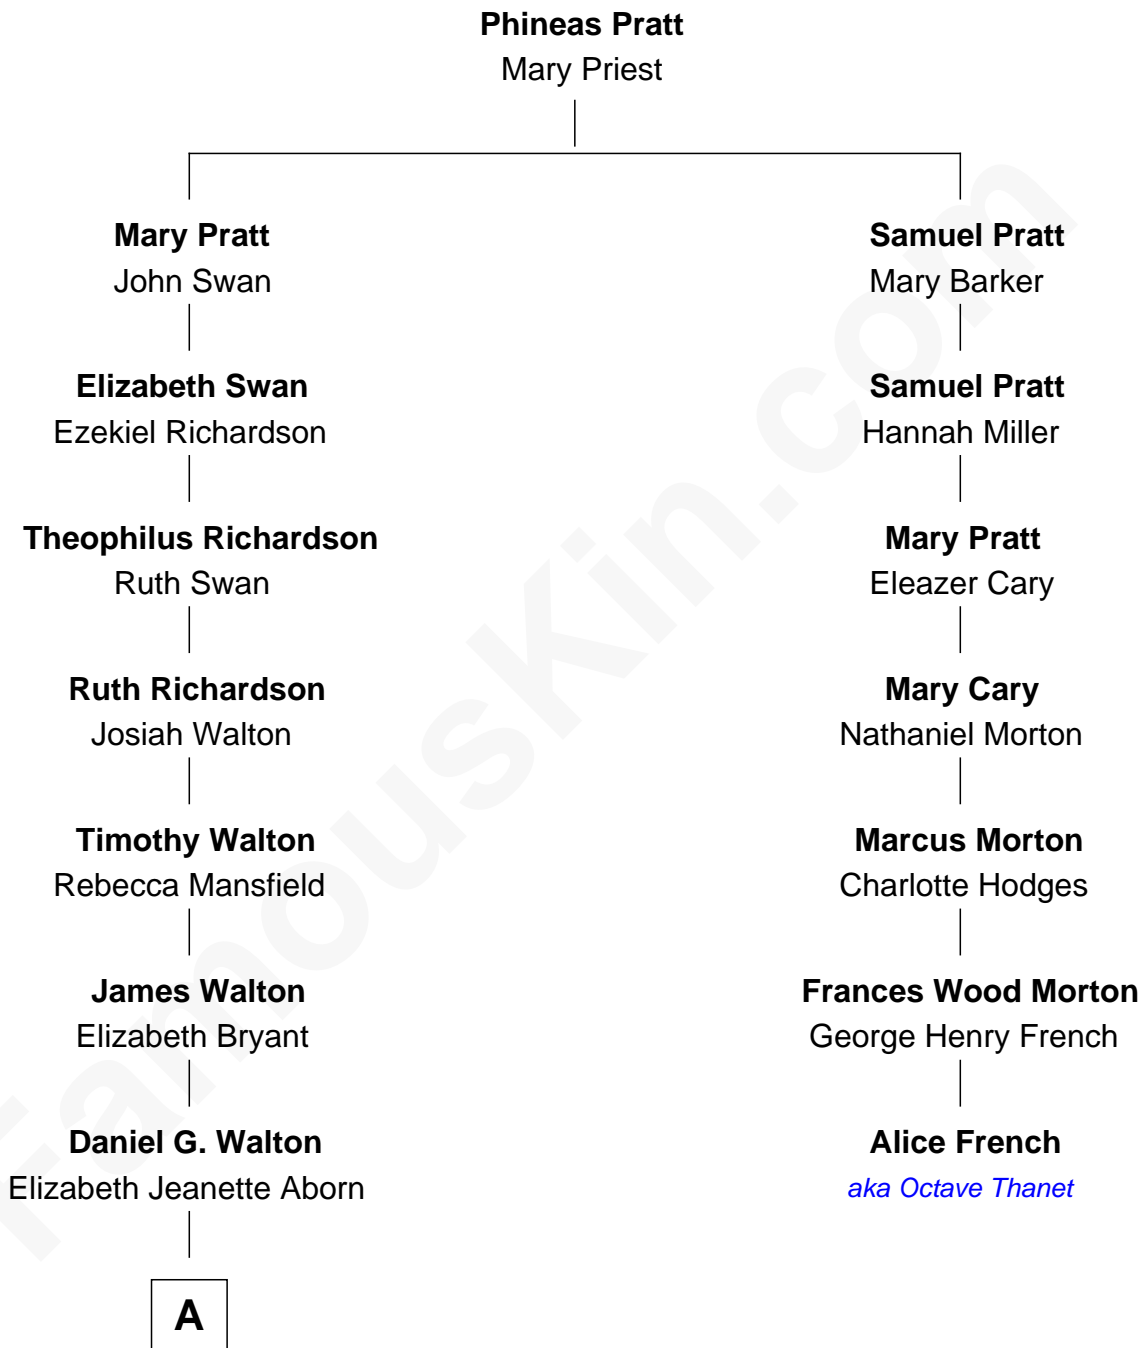 Phineas Pratt
Mary Priest
Mary Pratt
John Swan
Samuel Pratt
Mary Barker
Elizabeth Swan
Ezekiel Richardson
Samuel Pratt
Hannah Miller
Theophilus Richardson
Ruth Swan
Mary Pratt
Eleazer Cary
Ruth Richardson
Josiah Walton
Mary Cary
Nathaniel Morton
Timothy Walton
Rebecca Mansfield
Marcus Morton
Charlotte Hodges
James Walton
Elizabeth Bryant
Frances Wood Morton
George Henry French
Daniel G. Walton
Elizabeth Jeanette Aborn
Alice French
aka Octave Thanet
A
FamousKin.com